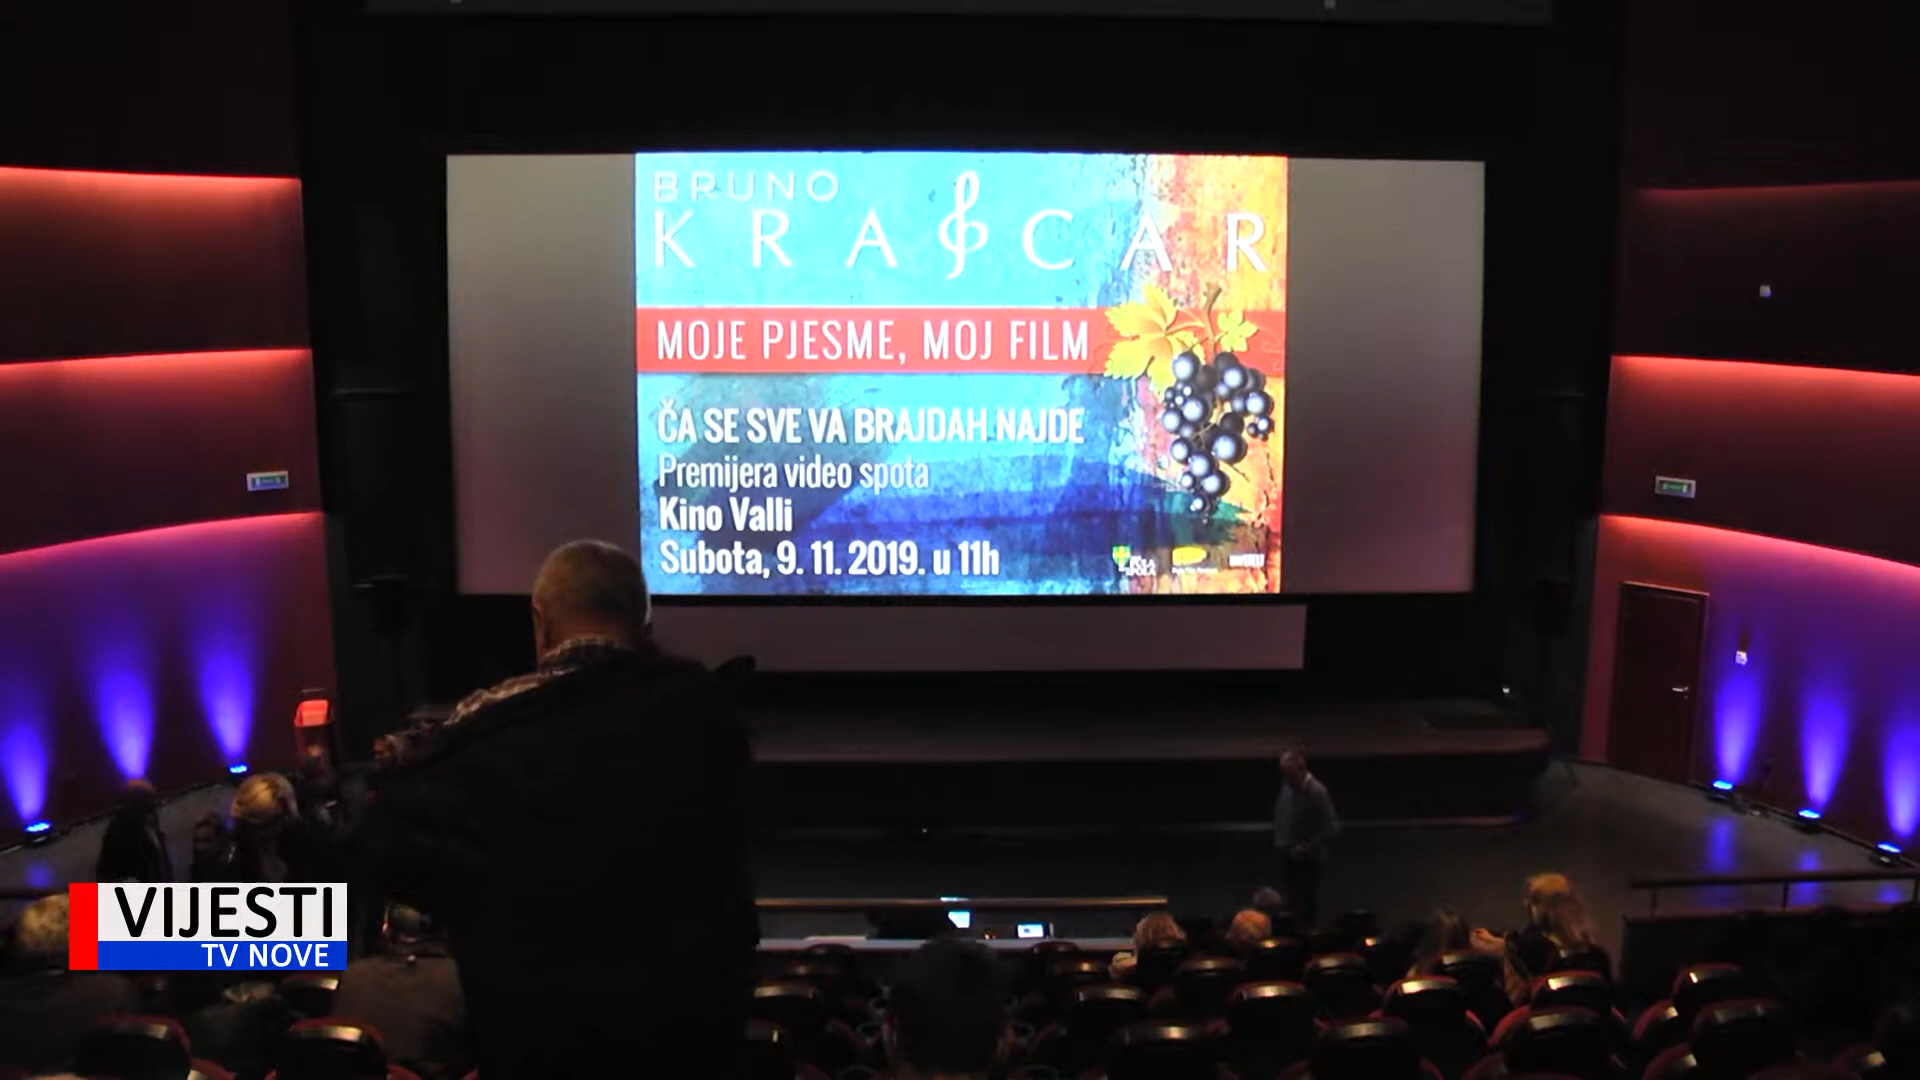 BRUNO
KRAJCAR
MOJE PJESME, MOJ FILM
ČA SE SVE VA BRAJDAH NAJDE
Premijera video spota
Kino Valli
Subota, 9. 11. 2019. u 11h
VIJESTI
TV NOVE